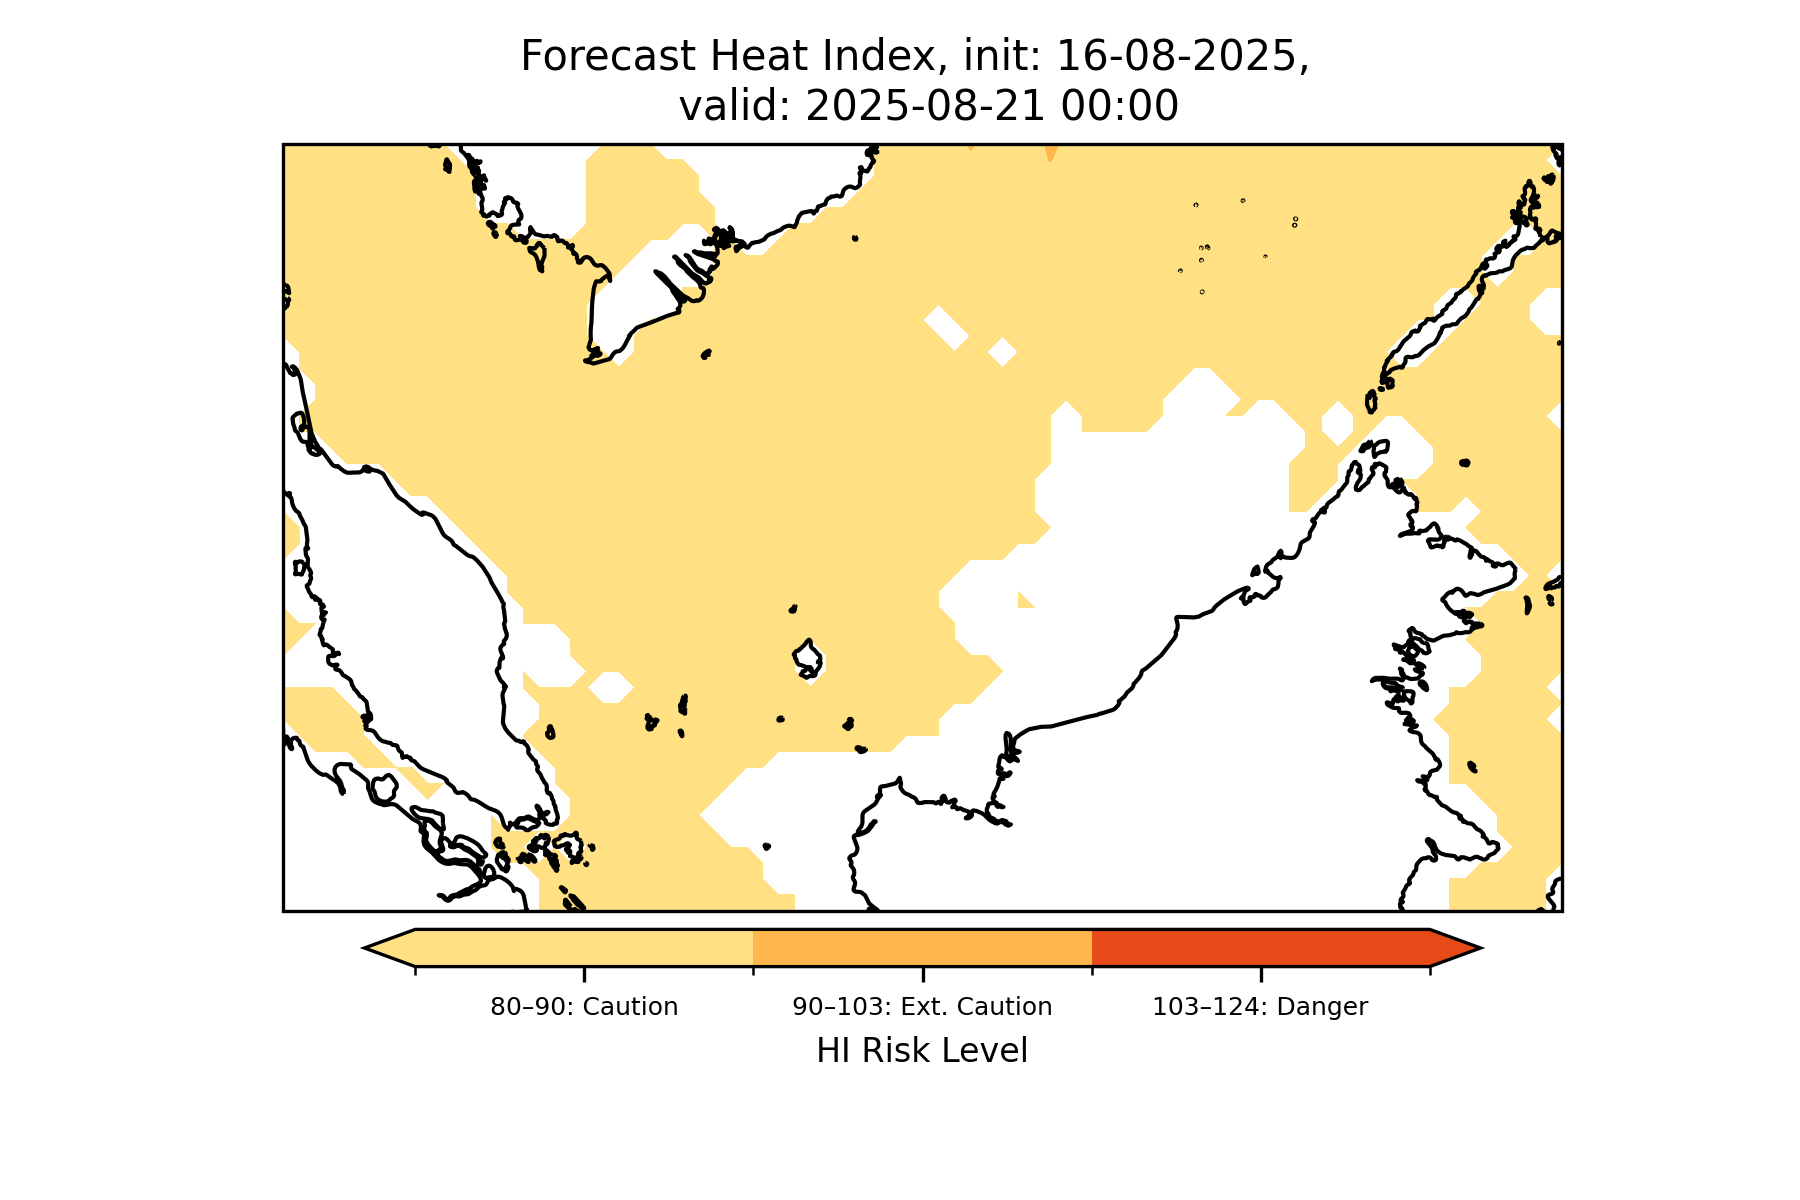 Forecast Heat Index, init: 16-08-2025,
valid: 2025-08-21 00:00
80–90: Caution
90–103: Ext. Caution
103–124: Danger
HI Risk Level